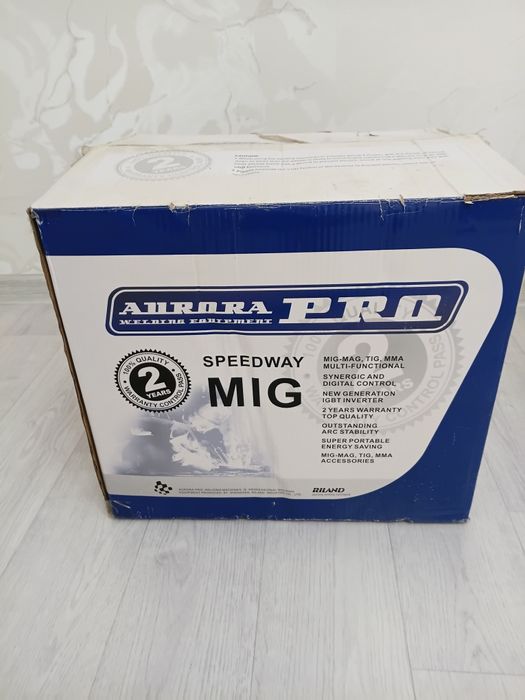 2
AURORA PRO
WELDING EQUIPMENT
100% QUALITY
2
YEARS
WARRANTY CONTROL PASS
SPEEDWAY
MIG
MIG-MAG, TIG, MMA
MULTI-FUNCTIONAL
SYNERGIC AND
DIGITAL CONTROL
NEW GENERATION
IGBT INVERTER
2 YEARS WARRANTY
TOP QUALITY
OUTSTANDING
ARC STABILITY
SUPER PORTABLE
ENERGY SAVING
MIG-MAG, TIG, MMA
ACCESSORIES
RILAND